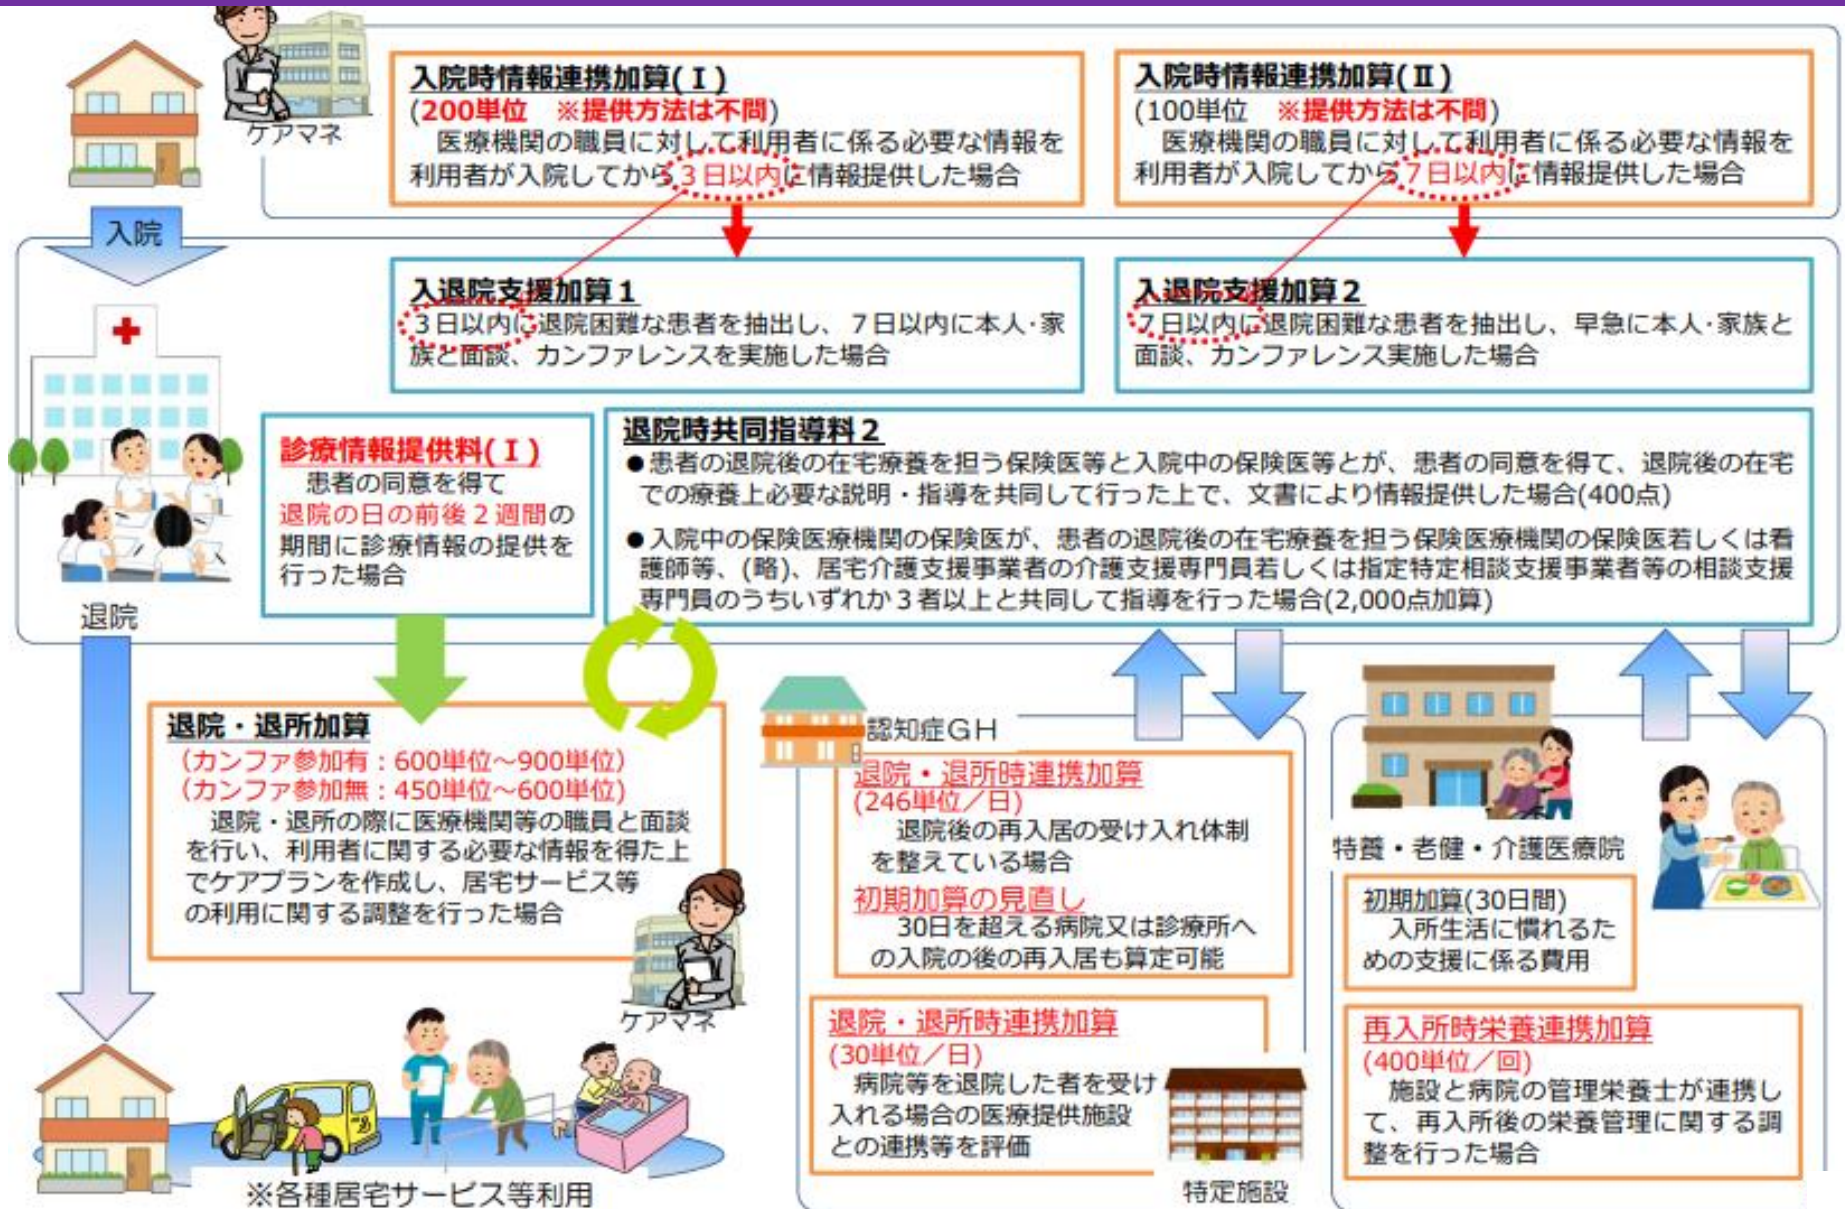 ケアマネ
入院時情報連携加算(Ⅰ)
(200単位　※提供方法は不問)
医療機関の職員に対して利用者に係る必要な情報を
利用者が入院してから３日以内に情報提供した場合
入院時情報連携加算(Ⅱ)
(100単位　※提供方法は不問)
医療機関の職員に対して利用者に係る必要な情報を
利用者が入院してから７日以内に情報提供した場合
入院
入退院支援加算１
３日以内に退院困難な患者を抽出し、７日以内に本人･家
族と面談、カンファレンスを実施した場合
入退院支援加算２
７日以内に退院困難な患者を抽出し、早急に本人･家族と
面談、カンファレンス実施した場合
診療情報提供料(Ⅰ)
患者の同意を得て
退院の日の前後２週間の
期間に診療情報の提供を
行った場合
退院時共同指導料２
●患者の退院後の在宅療養を担う保険医等と入院中の保険医等とが、患者の同意を得て、退院後の在宅
での療養上必要な説明・指導を共同して行った上で、文書により情報提供した場合(400点)
●入院中の保険医療機関の保険医が、患者の退院後の在宅療養を担う保険医療機関の保険医若しくは看
護師等、(略)、居宅介護支援事業者の介護支援専門員若しくは指定特定相談支援事業者等の相談支援
専門員のうちいずれか３者以上と共同して指導を行った場合(2,000点加算)
退院
退院・退所加算
（カンファ参加有：600単位～900単位）
（カンファ参加無：450単位～600単位)
退院・退所の際に医療機関等の職員と面談
を行い、利用者に関する必要な情報を得た上
でケアプランを作成し、居宅サービス等
の利用に関する調整を行った場合
ケアマネ
※各種居宅サービス等利用
認知症ＧＨ
退院・退所時連携加算
(246単位／日)
退院後の再入居の受け入れ体制
を整えている場合
初期加算の見直し
30日を超える病院又は診療所へ
の入院の後の再入居も算定可能
退院・退所時連携加算
(30単位／日)
病院等を退院した者を受け
入れる場合の医療提供施設
との連携等を評価
特定施設
特養・老健・介護医療院
初期加算(30日間)
入所生活に慣れるた
めの支援に係る費用
再入所時栄養連携加算
(400単位／回)
施設と病院の管理栄養士が連携し
て、再入所後の栄養管理に関する調
整を行った場合